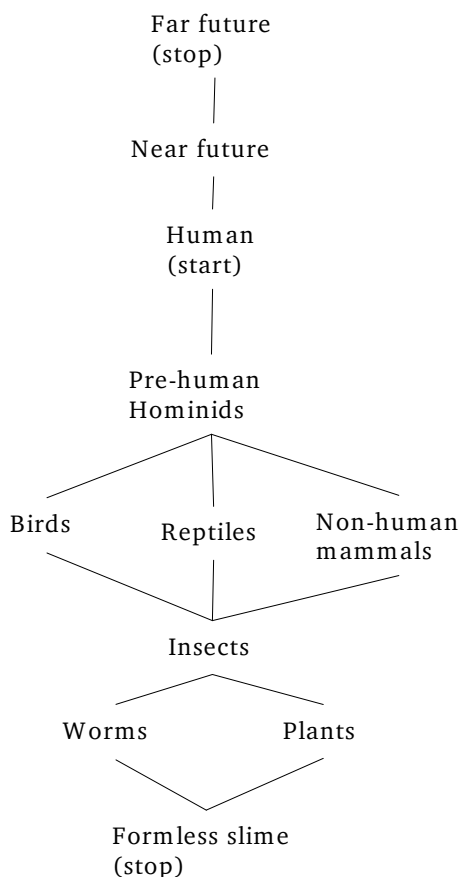 Far future
(stop)
Near future
Human
(start)
Pre-human
Hominids
Birds
Reptiles
Non-human
mammals
Insects
Worms
Plants
Formless slime
(stop)